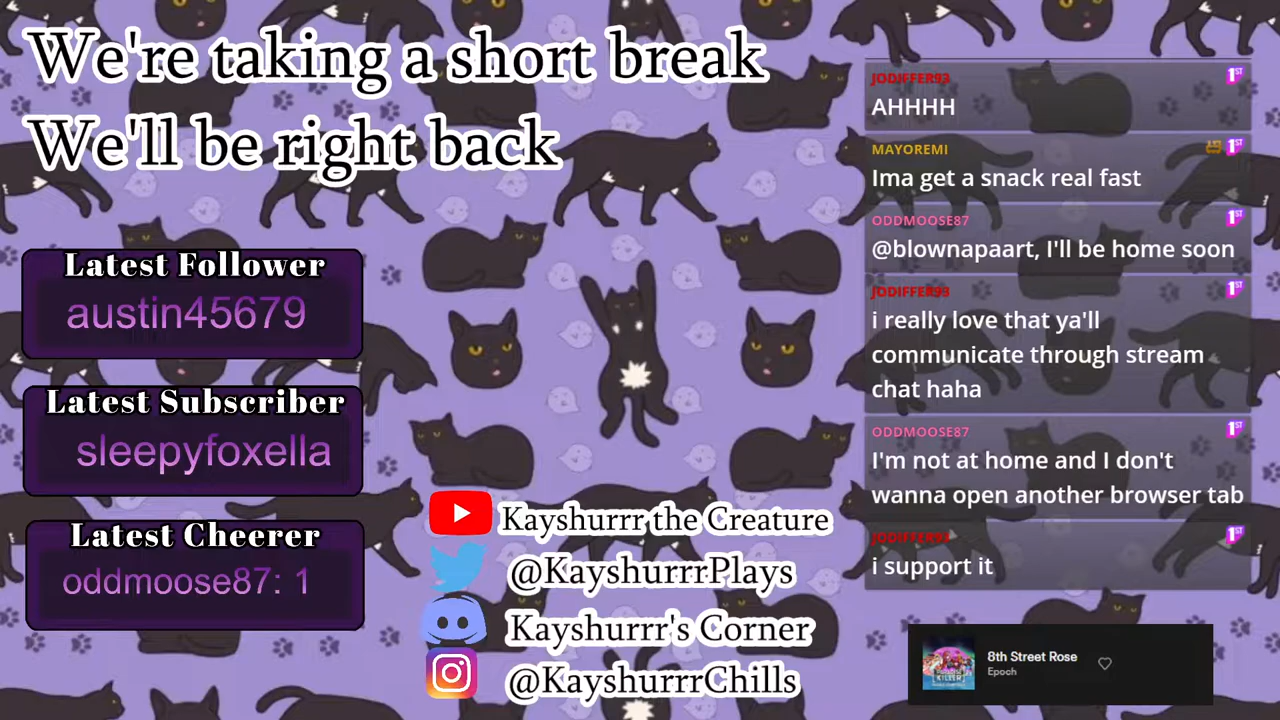 We're taking a short break
We'll be right back
Latest Follower
austin45679
Latest Subscriber
sleepyfoxella
Latest Cheerer
oddmoose87: 1
Kayshurrr the Creature
@KayshurrrPlays
Kayshurrr's Corner
@KayshurrrChills
JODIFFER93
AHHHH
MAYOREMI
Ima get a snack real fast
ODDMOOSE87
@blownapaart, I'll be home soon
JODIFFER93
i really love that ya'll
communicate through stream
chat haha
ODDMOOSE87
I'm not at home and I don't
wanna open another browser tab
JODIFFER93
i support it
8th Street Rose
Epoch